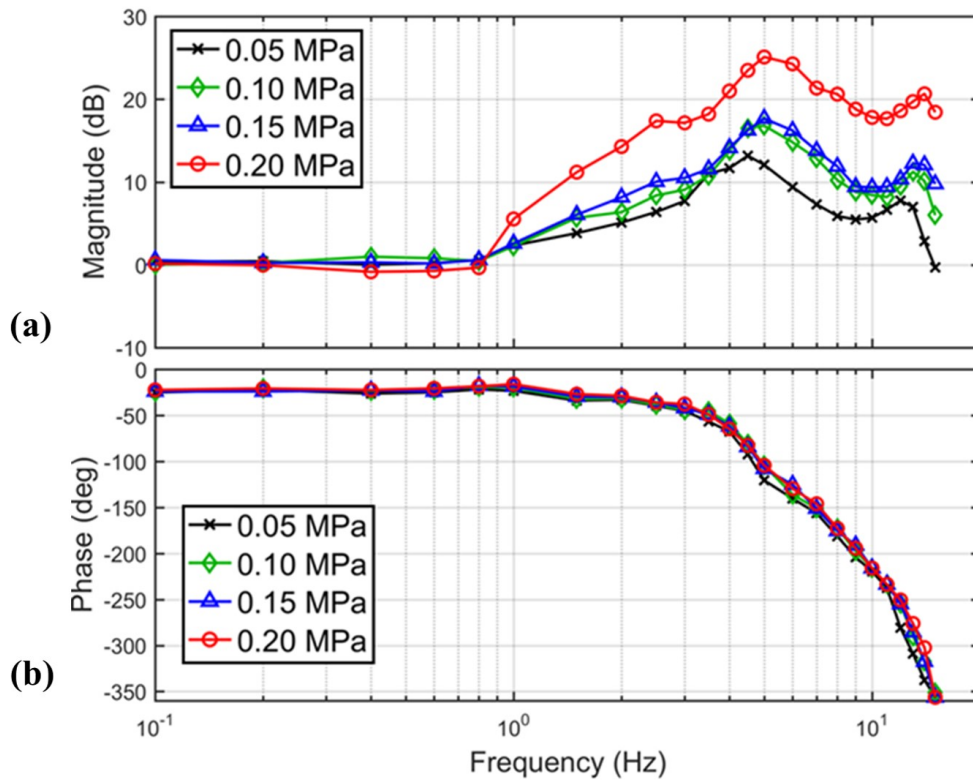 30
20
10
0
-10
Magnitude (dB)
0.05 MPa
0.10 MPa
0.15 MPa
0.20 MPa
(a)
0
-50
-100
-150
-200
-250
-300
-350
Phase (deg)
0.05 MPa
0.10 MPa
0.15 MPa
0.20 MPa
(b)
10-1
100
101
Frequency (Hz)